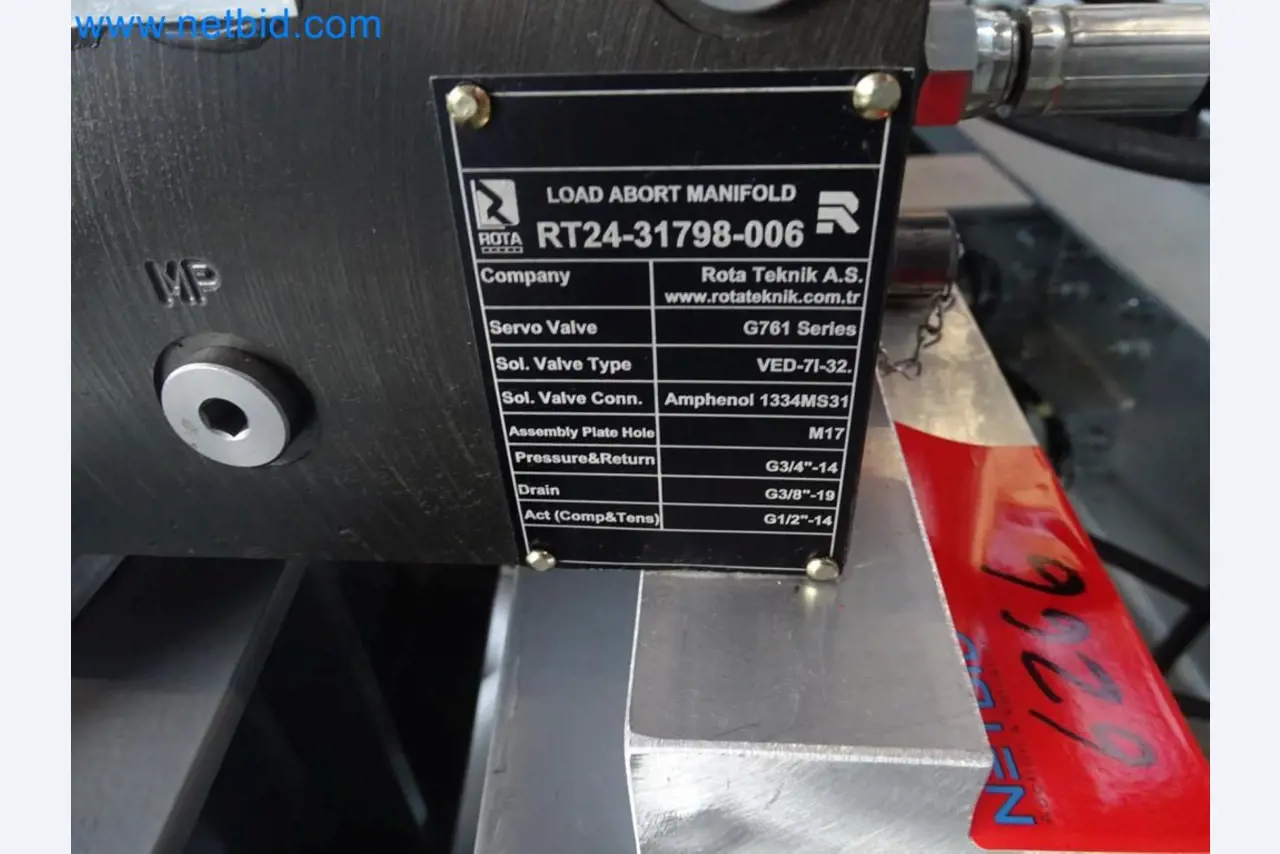 www.netbid.com
LOAD ABORT MANIFOLD
RT24-31798-006
ROTA
Company Rota Teknik A.S.
www.rotateknik.com.tr
Servo Valve G761 Series
Sol. Valve Type VED-7I-32.
Sol. Valve Conn. Amphenol 1334MS31
Assembly Plate Hole M17
Pressure&Return G3/4"-14
Drain G3/8"-19
Act (Comp&Tens) G1/2"-14
MP